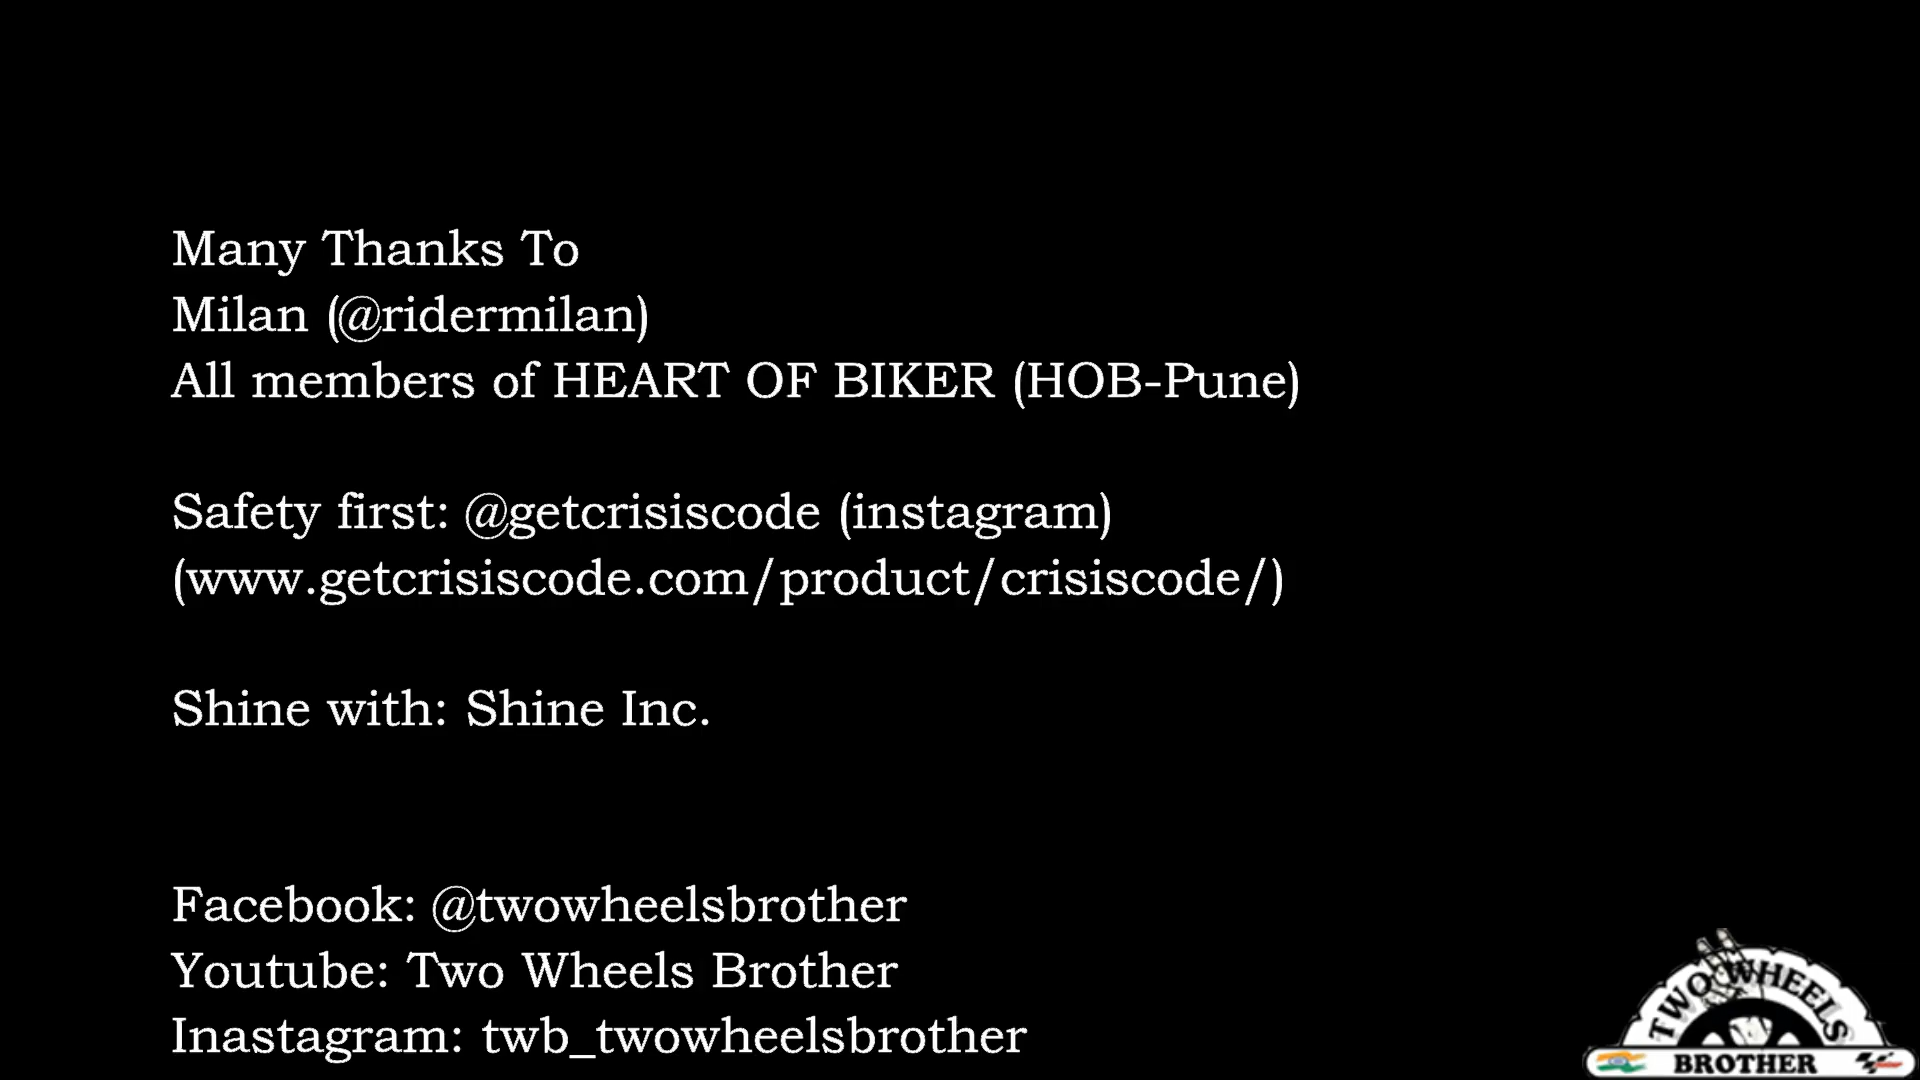 Many Thanks To
Milan (@ridermilan)
All members of HEART OF BIKER (HOB-Pune)
Safety first: @getcrisiscode (instagram)
(www.getcrisiscode.com/product/crisiscode/)
Shine with: Shine Inc.
Facebook: @twowheelsbrother
Youtube: Two Wheels Brother
Inastagram: twb_twowheelsbrother
TWO WHEELS
BROTHER